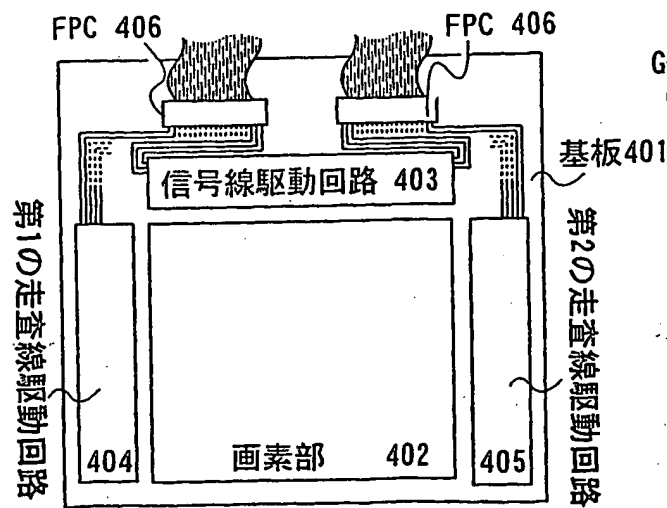 FPC 406
FPC 406
G
基板401
信号線駆動回路 403
第1の走査線駆動回路
第2の走査線駆動回路
404
画素部 402
405